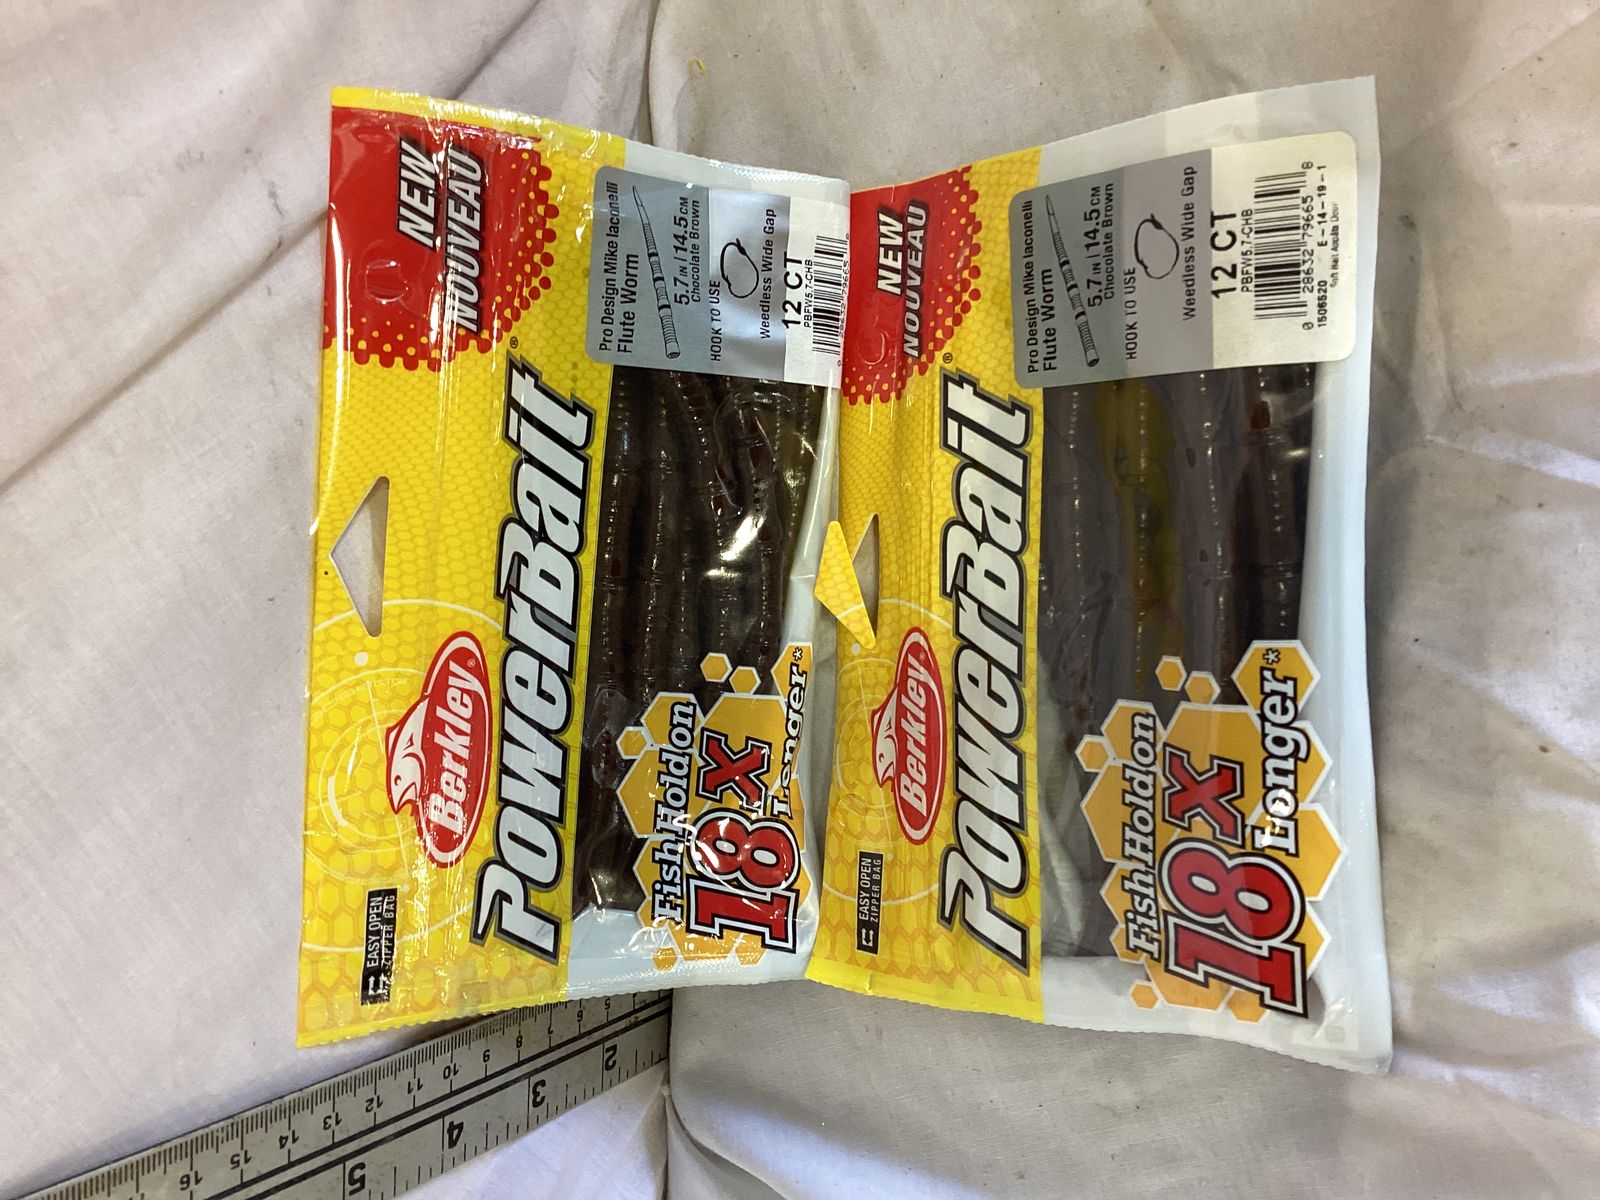 NEW
NOUVEAU
PowerBait®
Berkley®
EASY OPEN
ZIPPER BAG
Pro Design Mike Iaconelli
Flute Worm
5.7 IN | 14.5 CM
Chocolate Brown
HOOK TO USE
Weedless Wide Gap
12 CT
PBFW5.7-CHB
Fish Hold on
18X
Longer*
NEW
NOUVEAU
PowerBait®
Berkley®
EASY OPEN
ZIPPER BAG
Pro Design Mike Iaconelli
Flute Worm
5.7 IN | 14.5 CM
Chocolate Brown
HOOK TO USE
Weedless Wide Gap
12 CT
PBFW5.7-CHB
0 28632 79665 8
1506520 E-14-19-1
Fish Hold on
18X
Longer*
16 15 14 13 12 11 10 9 8 7 6
5 4 3 2